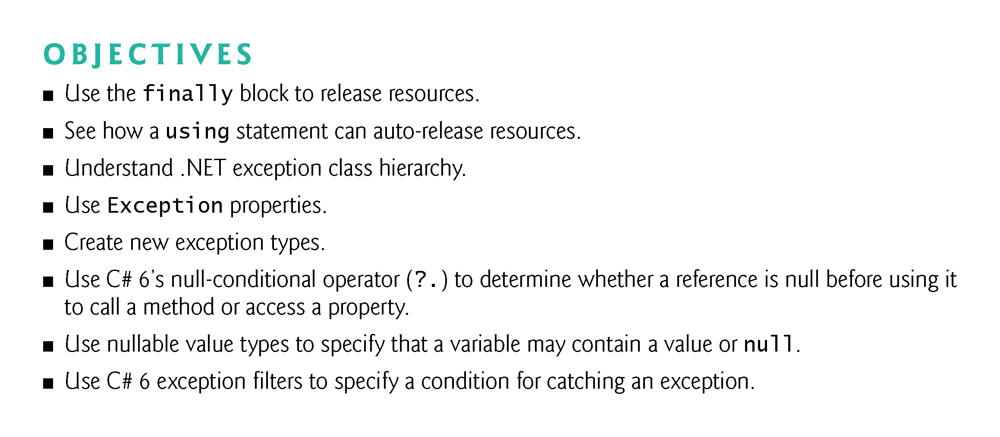 OBJECTIVES
■ Use the finally block to release resources.
■ See how a using statement can auto-release resources.
■ Understand .NET exception class hierarchy.
■ Use Exception properties.
■ Create new exception types.
■ Use C# 6’s null-conditional operator (?.) to determine whether a reference is null before using it
to call a method or access a property.
■ Use nullable value types to specify that a variable may contain a value or null.
■ Use C# 6 exception filters to specify a condition for catching an exception.